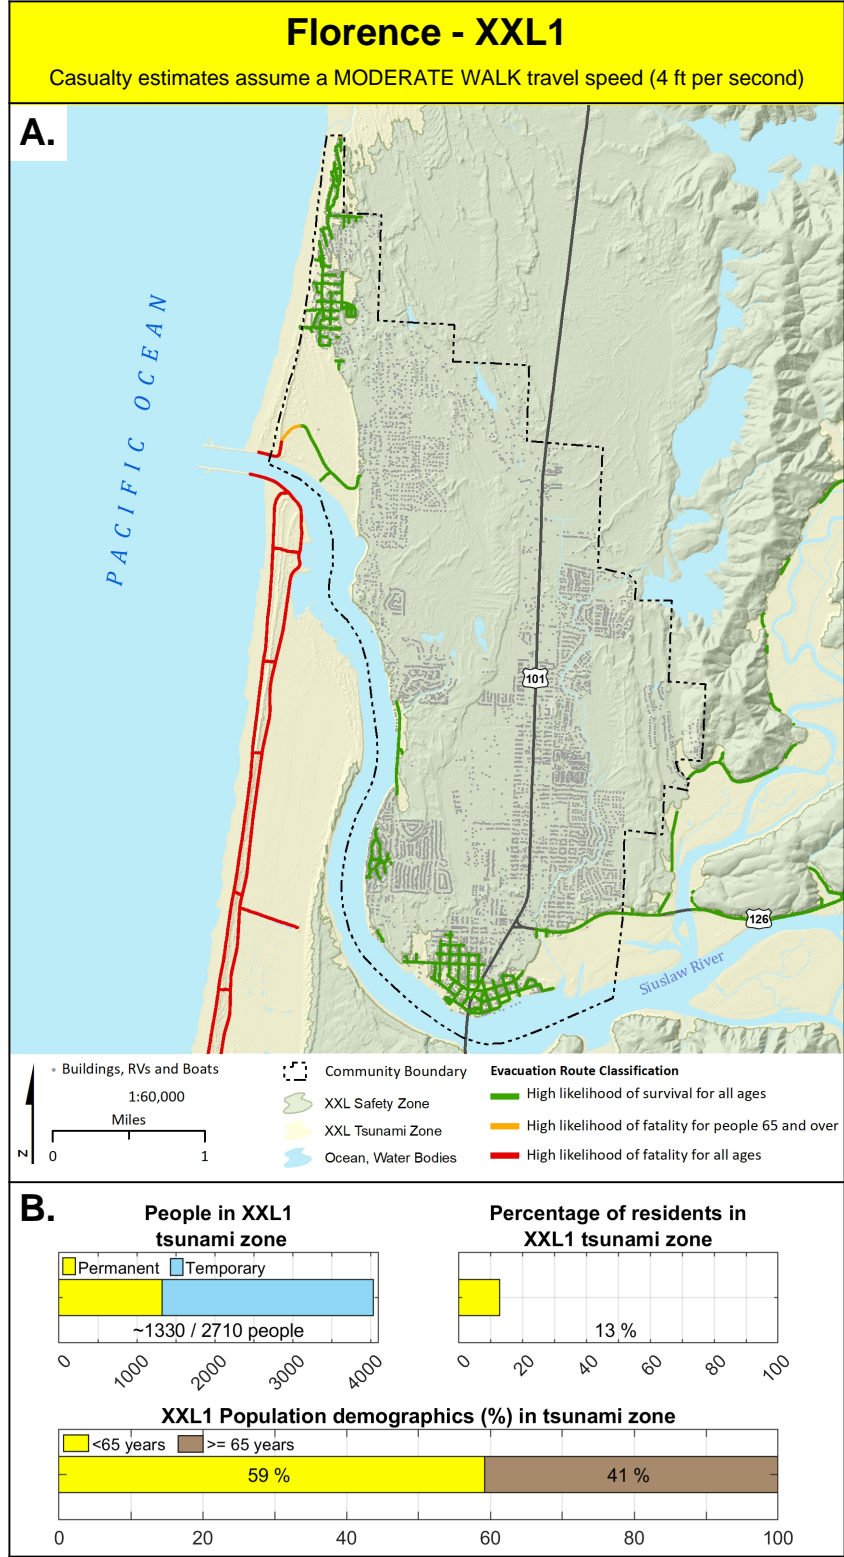 Florence - XXL1
Casualty estimates assume a MODERATE WALK travel speed (4 ft per second)
A.
PACIFIC OCEAN
101
126
Siuslaw River
Buildings, RVs and Boats
1:60,000
Miles
0 1
N
Community Boundary
XXL Safety Zone
XXL Tsunami Zone
Ocean, Water Bodies
Evacuation Route Classification
High likelihood of survival for all ages
High likelihood of fatality for people 65 and over
High likelihood of fatality for all ages
B.
People in XXL1
tsunami zone
Permanent Temporary
~1330 / 2710 people
0 1000 2000 3000 4000
Percentage of residents in
XXL1 tsunami zone
13 %
0 20 40 60 80 100
XXL1 Population demographics (%) in tsunami zone
<65 years >= 65 years
59 % 41 %
0 20 40 60 80 100